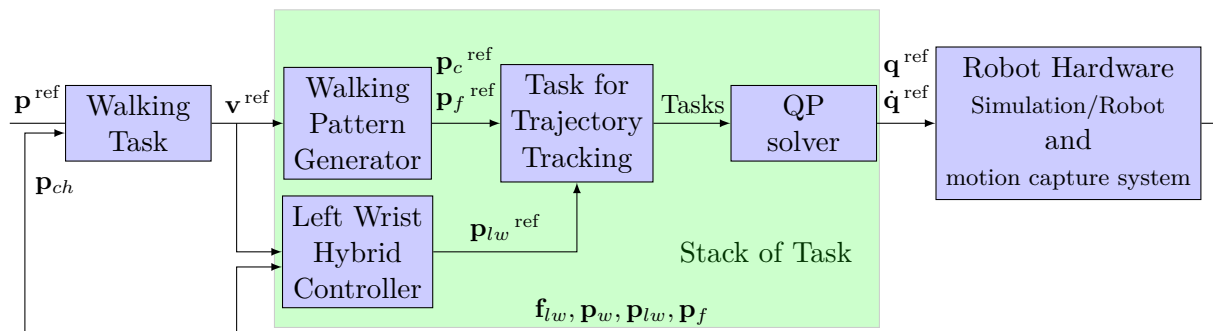 𝐩^ref
Walking
Task
𝐩_ch
𝐯^ref
Walking
Pattern
Generator
𝐩_c^ref
𝐩_f^ref
Task for
Trajectory
Tracking
Tasks
QP
solver
𝐪^ref
𝐪̇^ref
Robot Hardware
Simulation/Robot
and
motion capture system
Left Wrist
Hybrid
Controller
𝐩_lw^ref
Stack of Task
𝐟_lw, 𝐩_w, 𝐩_lw, 𝐩_f